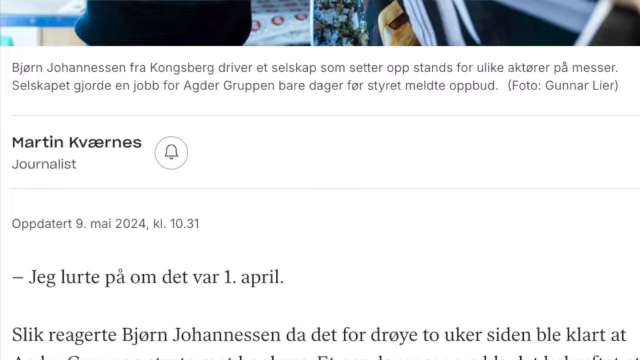 Bjørn Johannessen fra Kongsberg driver et selskap som setter opp stands for ulike aktører på messer.
Selskapet gjorde en jobb for Agder Gruppen bare dager før styret meldte oppbud. (Foto: Gunnar Lier)
Martin Kværnes
Journalist
Oppdatert 9. mai 2024, kl. 10.31
– Jeg lurte på om det var 1. april.
Slik reagerte Bjørn Johannessen da det for drøye to uker siden ble klart at